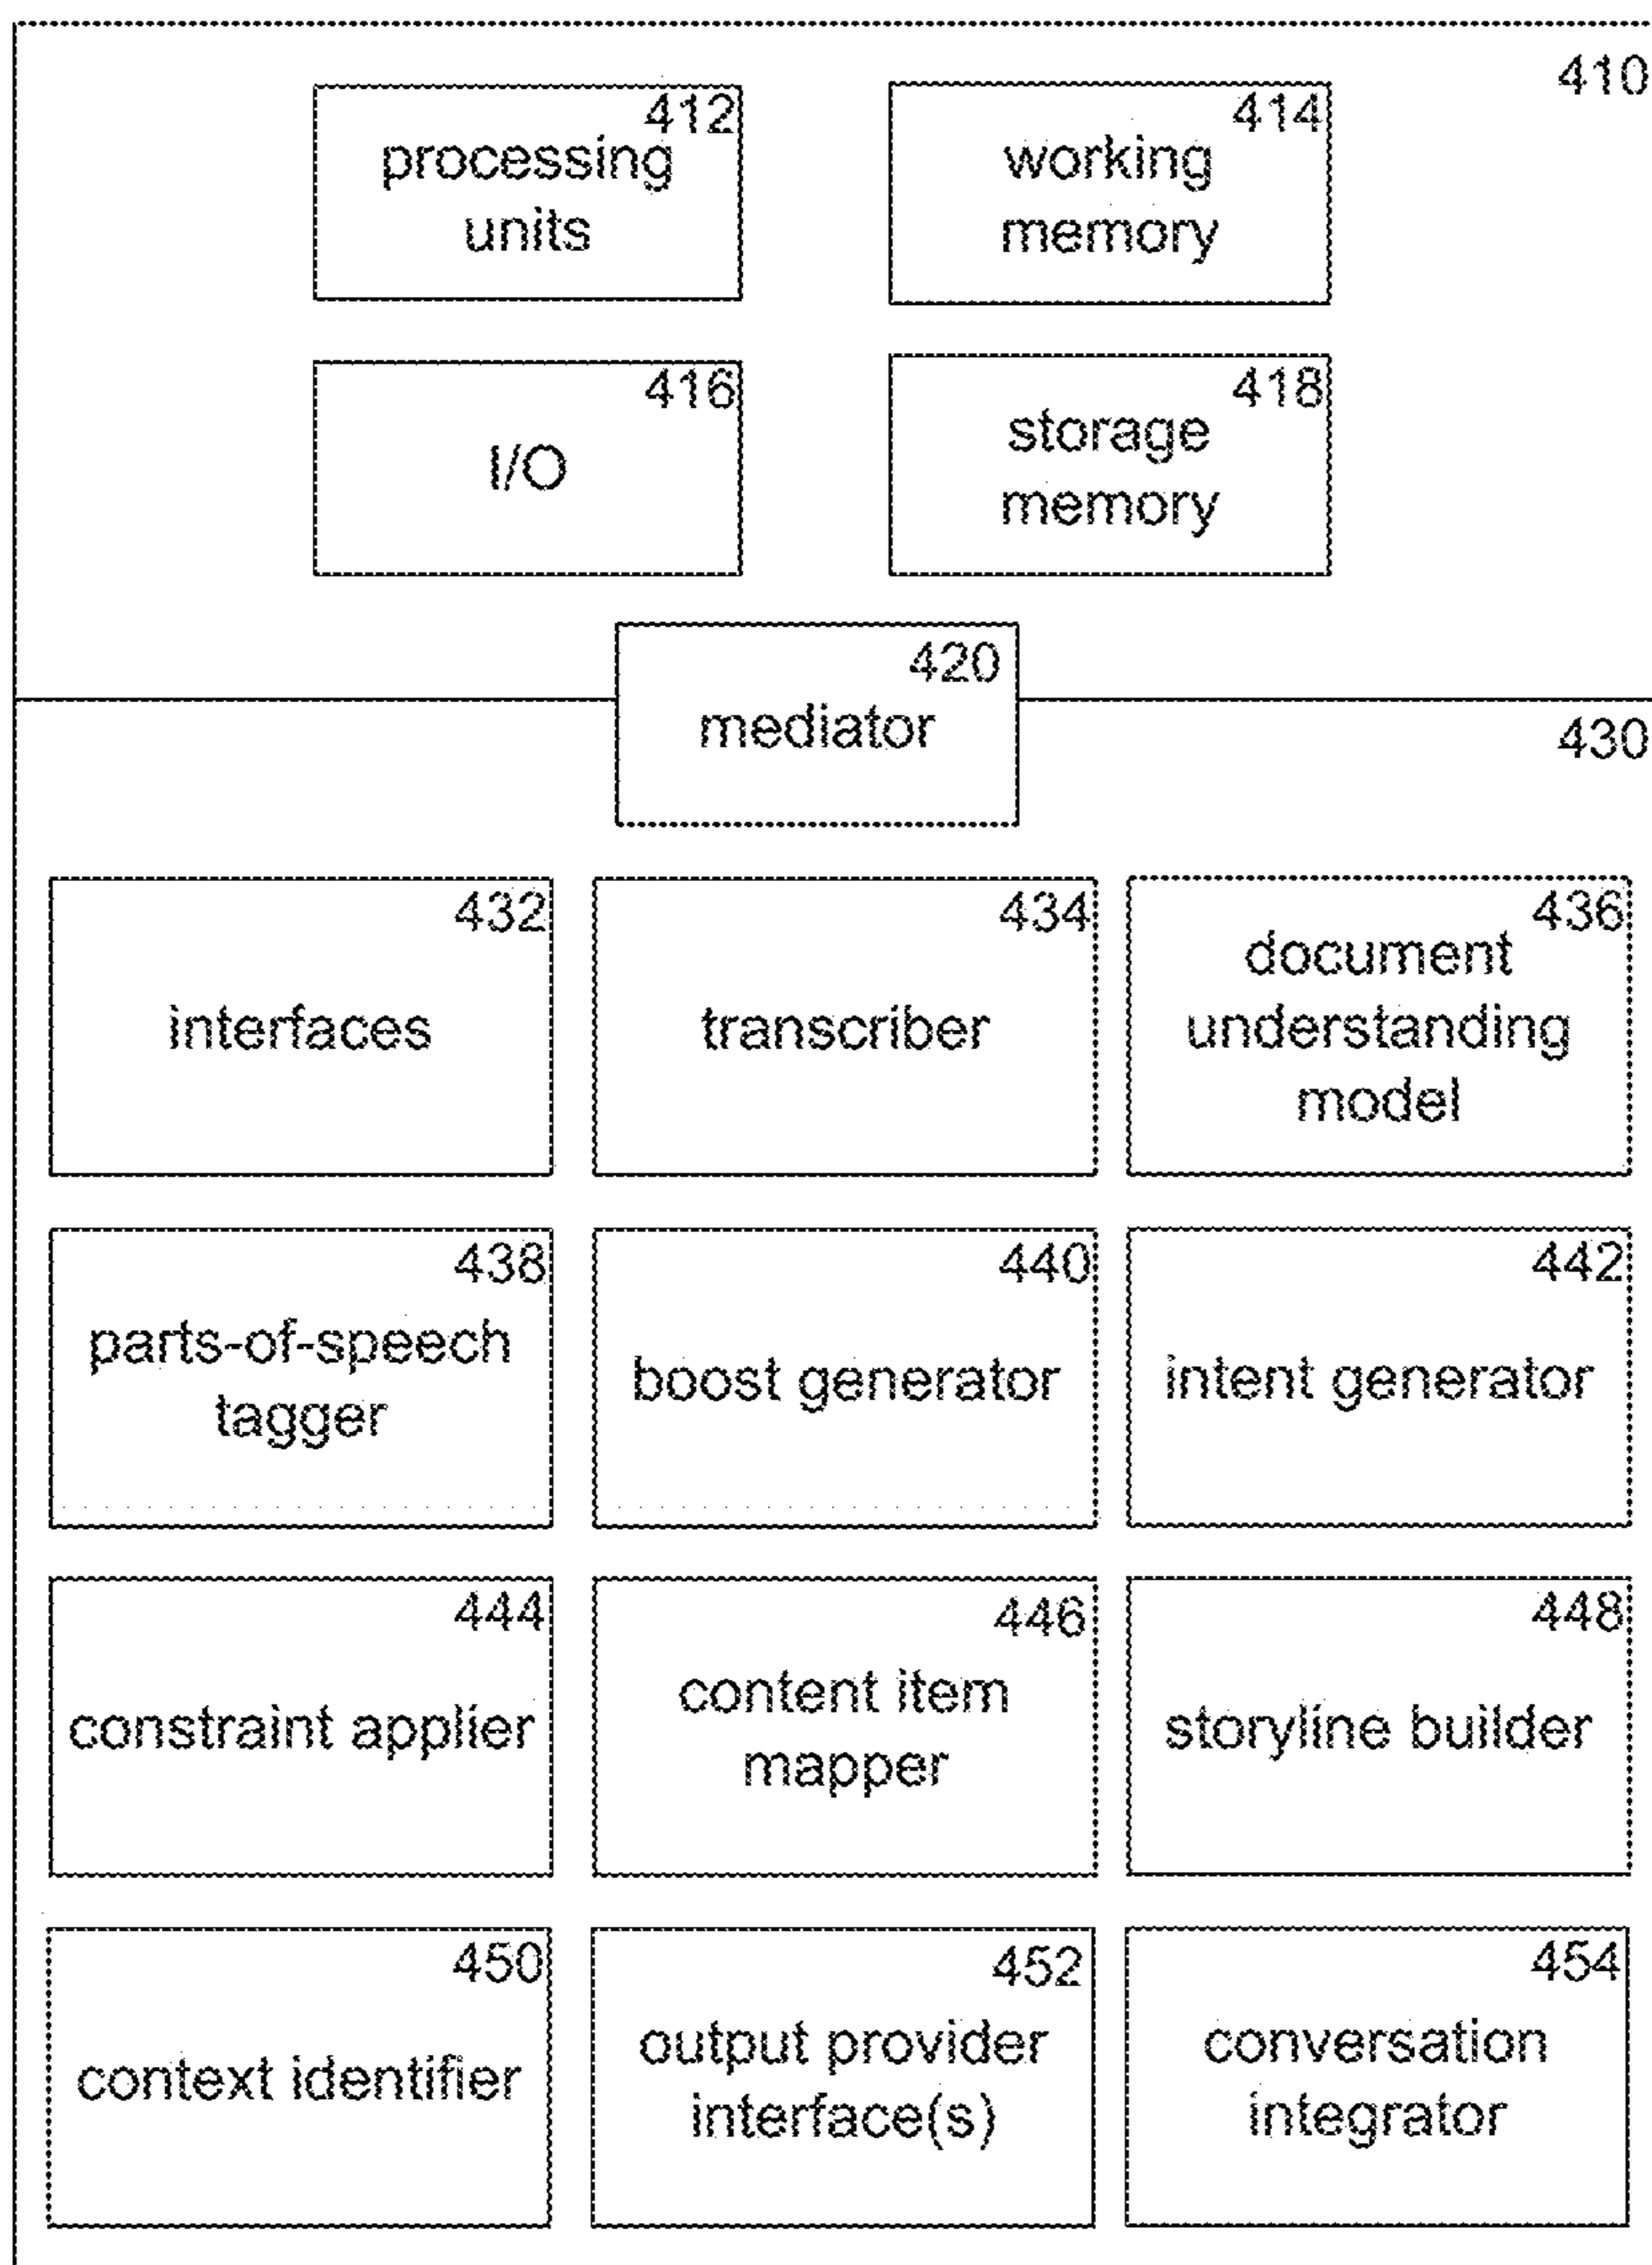 410
412
processing
units
414
working
memory
416
I/O
418
storage
memory
420
mediator
430
432
interfaces
434
transcriber
436
document
understanding
model
438
parts-of-speech
tagger
440
boost generator
442
intent generator
444
constraint applier
446
content item
mapper
448
storyline builder
450
context identifier
452
output provider
interface(s)
454
conversation
integrator